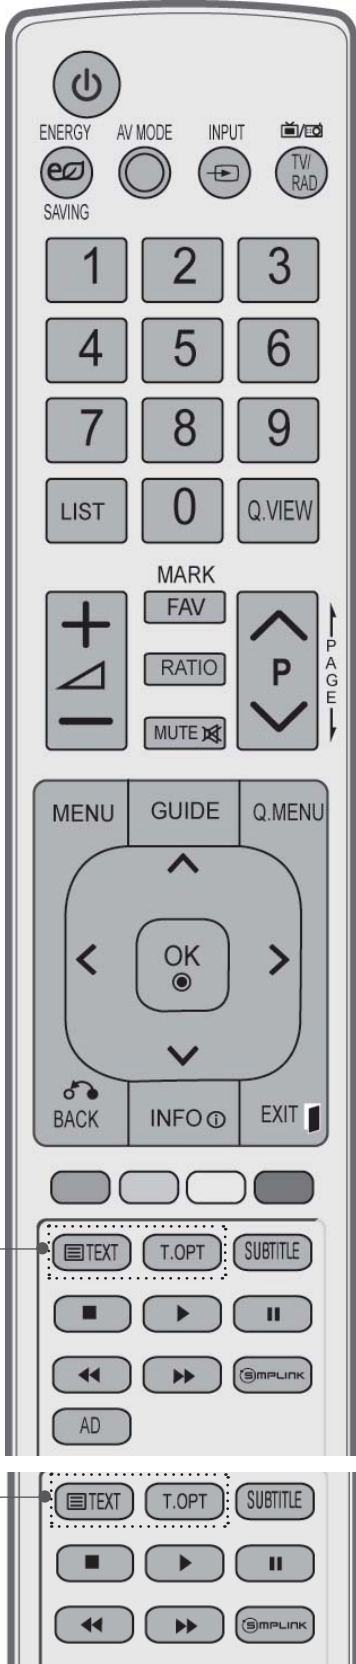 ENERGY AV MODE INPUT
TV/
RAD
SAVING
1 2 3
4 5 6
7 8 9
LIST 0 Q.VIEW
MARK
FAV
P
PAGE
RATIO
MUTE
MENU GUIDE Q.MENU
OK
BACK INFO EXIT
TEXT T.OPT SUBTITLE
SIMPLINK
AD
TEXT T.OPT SUBTITLE
SIMPLINK